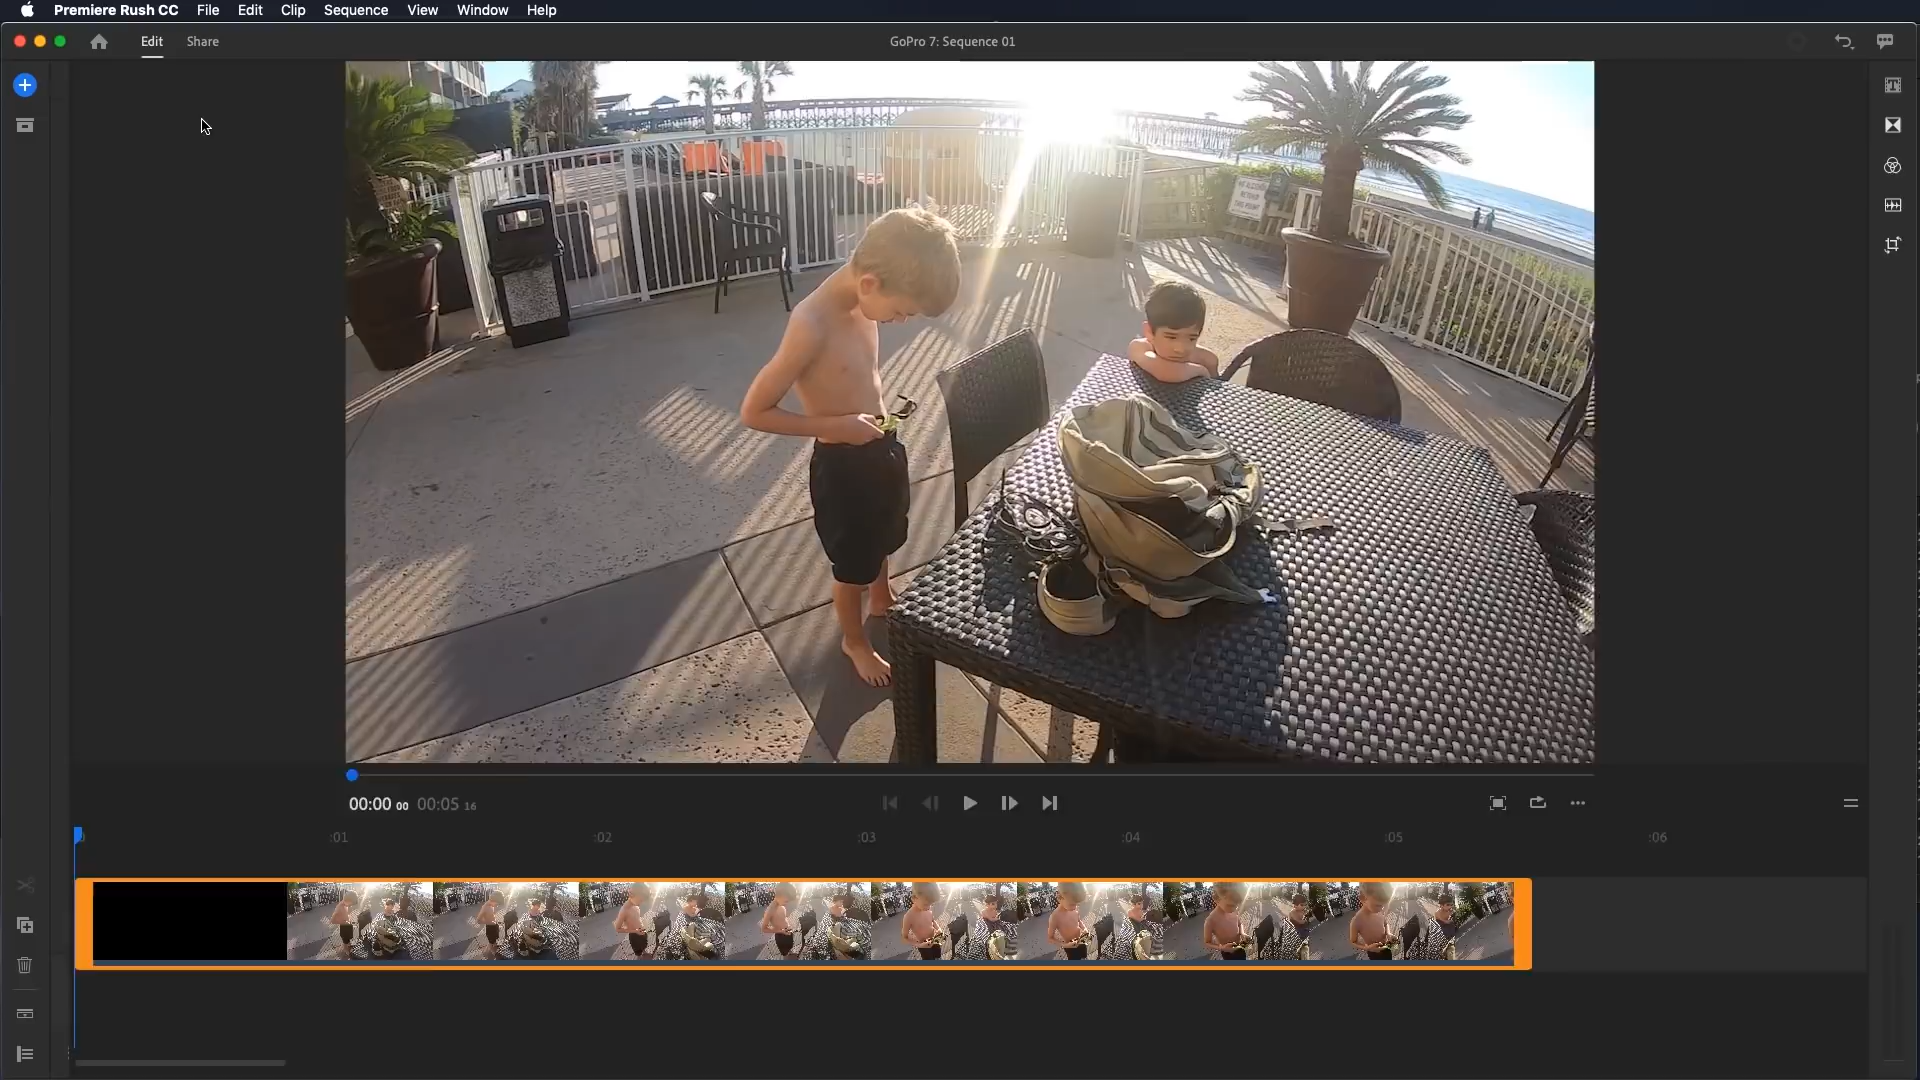 Premiere Rush CC File Edit Clip Sequence View Window Help
Edit Share GoPro 7: Sequence 01
00:00 00 00:05 16
:01 :02 :03 :04 :05 :06